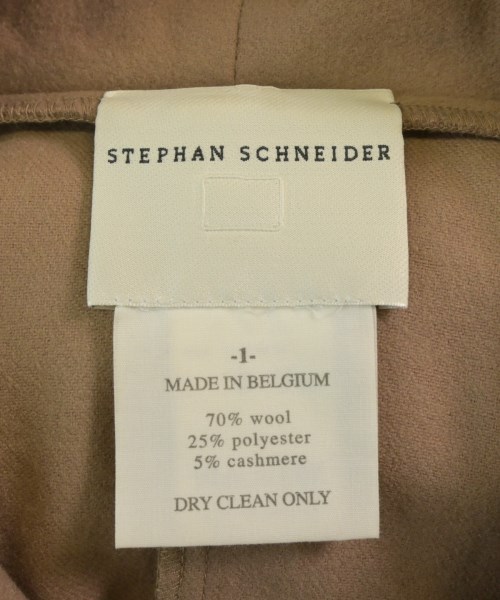 STEPHAN SCHNEIDER
-1-
MADE IN BELGIUM
70% wool
25% polyester
5% cashmere
DRY CLEAN ONLY